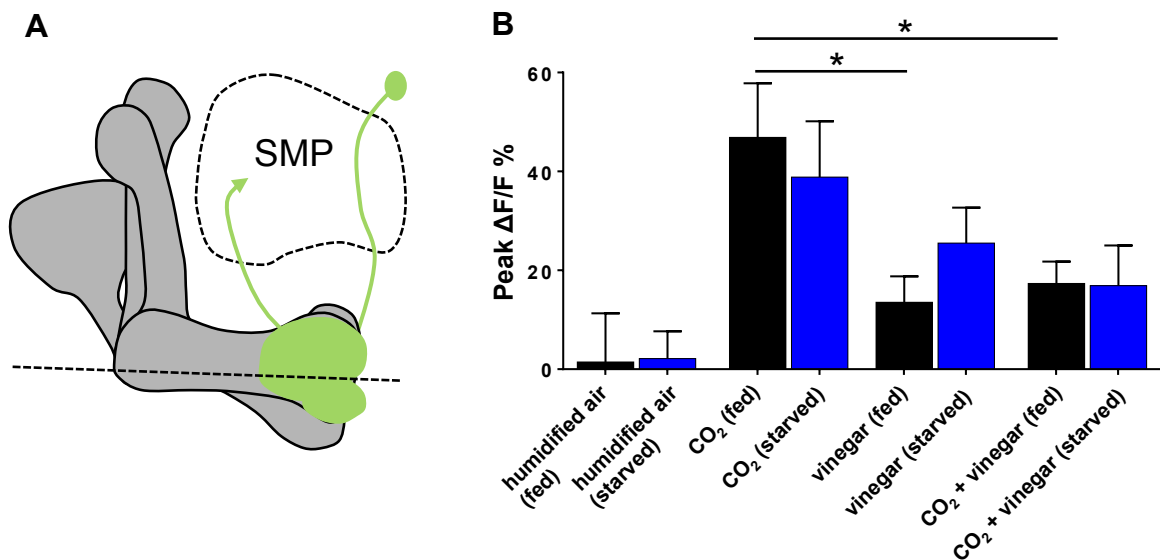 A
SMP
B
*
*
Peak ΔF/F %
60
40
20
0
humidified air
(fed)
humidified air
(starved)
CO₂ (fed)
CO₂ (starved)
vinegar (fed)
vinegar (starved)
CO₂ + vinegar (fed)
CO₂ + vinegar (starved)